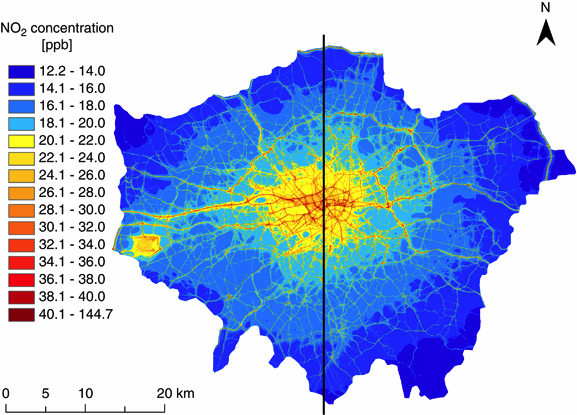 NO₂ concentration
[ppb]
12.2 - 14.0
14.1 - 16.0
16.1 - 18.0
18.1 - 20.0
20.1 - 22.0
22.1 - 24.0
24.1 - 26.0
26.1 - 28.0
28.1 - 30.0
30.1 - 32.0
32.1 - 34.0
34.1 - 36.0
36.1 - 38.0
38.1 - 40.0
40.1 - 144.7
N
0 5 10 20 km